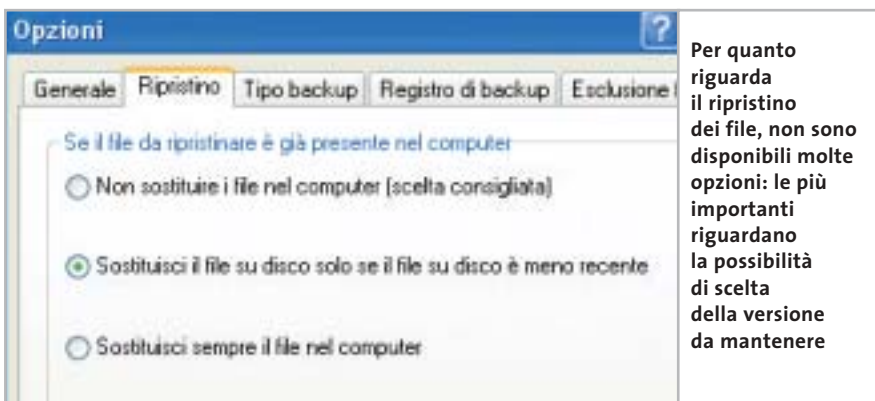 Opzioni
Generale Ripristino Tipo backup Registro di backup Esclusione
Se il file da ripristinare è già presente nel computer
Non sostituire i file nel computer (scelta consigliata)
Sostituisci il file su disco solo se il file su disco è meno recente
Sostituisci sempre il file nel computer
Per quanto
riguarda
il ripristino
dei file, non sono
disponibili molte
opzioni: le più
importanti
riguardano
la possibilità
di scelta
della versione
da mantenere